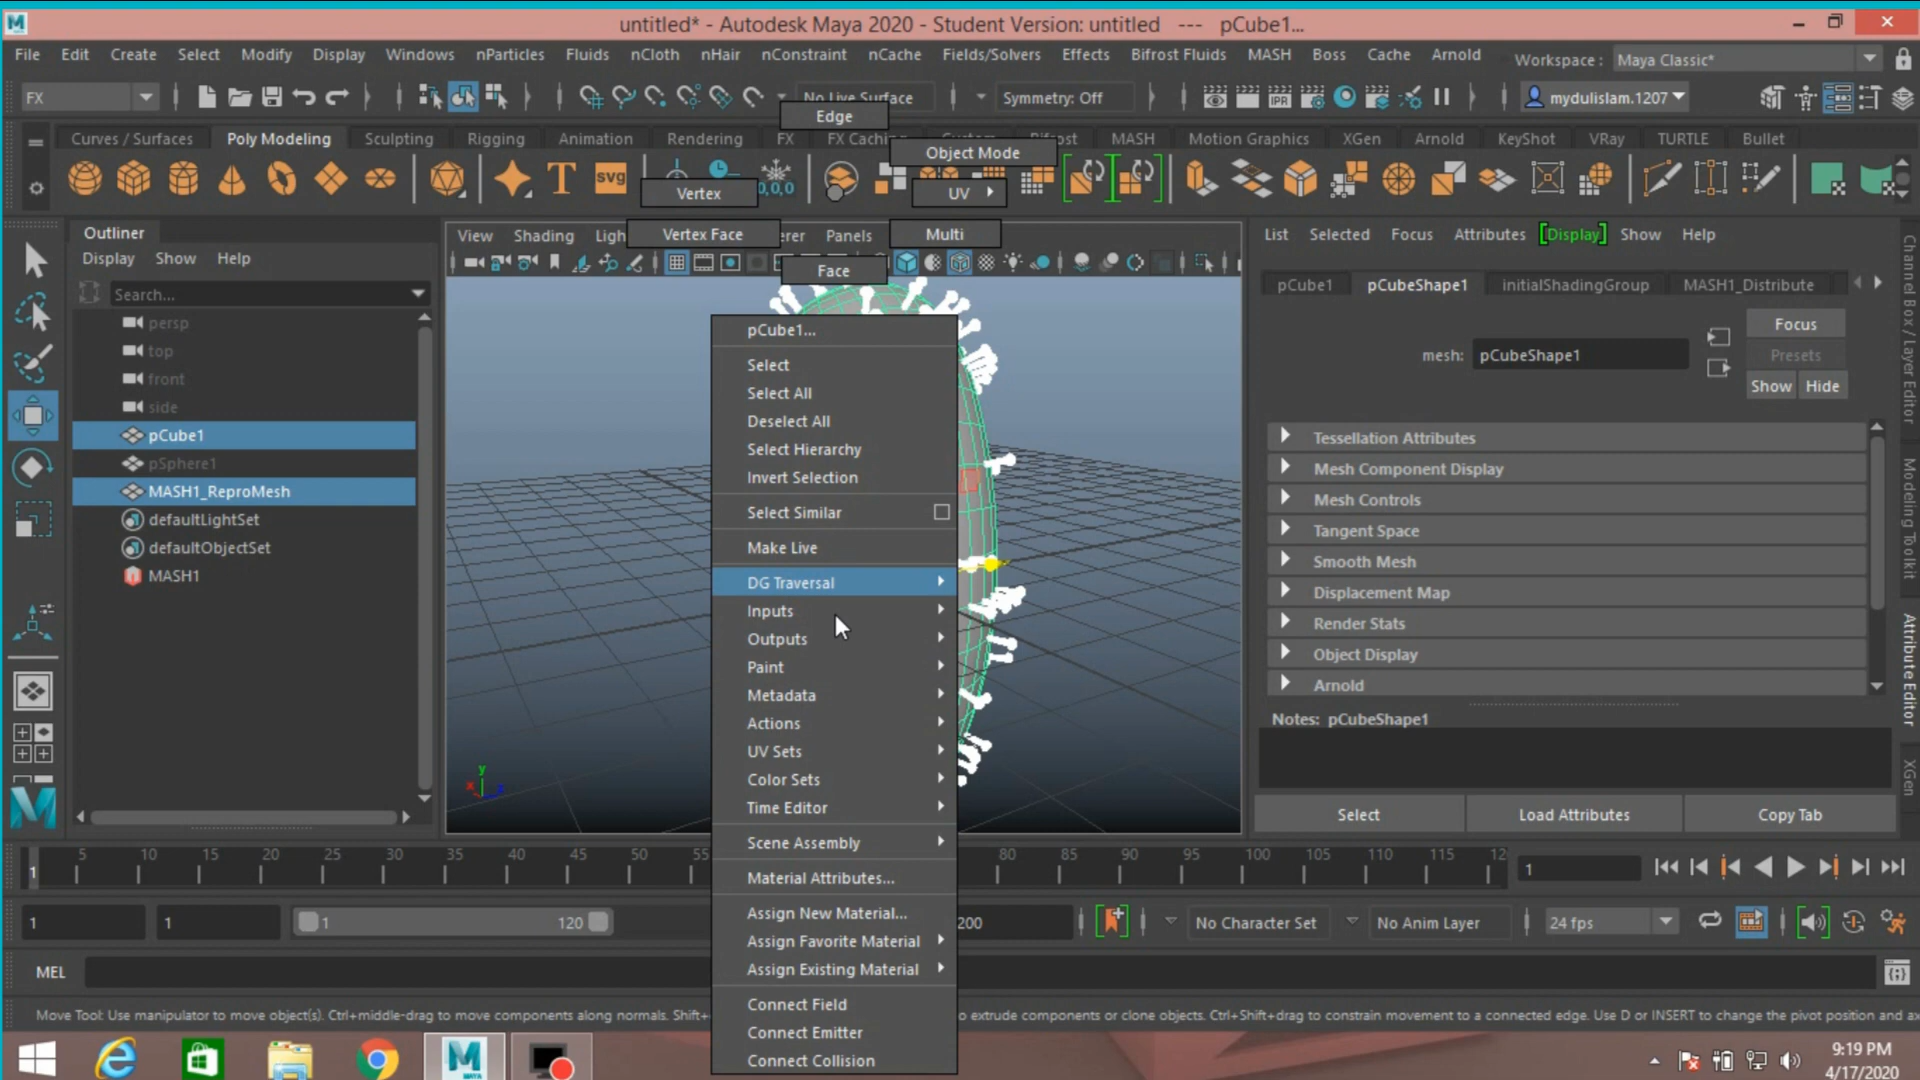 untitled* - Autodesk Maya 2020 - Student Version: untitled --- pCube1...
File Edit Create Select Modify Display Windows nParticles Fluids nCloth nHair nConstraint nCache Fields/Solvers Effects Bifrost Fluids MASH Boss Cache Arnold Workspace : Maya Classic*
FX No Live Surface Symmetry: Off IPR mydulislam.1207
Edge
Curves / Surfaces Poly Modeling Sculpting Rigging Animation Rendering FX FX Cachi Custom Bifrost MASH Motion Graphics XGen Arnold KeyShot VRay TURTLE Bullet
Object Mode
T svg 0,0,0
Vertex UV
Outliner
Vertex Face Multi
View Shading Ligh erer Panels
Face
Display Show Help
Search...
persp
top
front
side
pCube1
pSphere1
MASH1_ReproMesh
defaultLightSet
defaultObjectSet
MASH1
pCube1...
Select
Select All
Deselect All
Select Hierarchy
Invert Selection
Select Similar
Make Live
DG Traversal
Inputs
Outputs
Paint
Metadata
Actions
UV Sets
Color Sets
Time Editor
Scene Assembly
Material Attributes...
Assign New Material...
Assign Favorite Material
Assign Existing Material
Connect Field
Connect Emitter
Connect Collision
y
x z
List Selected Focus Attributes Display Show Help
pCube1 pCubeShape1 initialShadingGroup MASH1_Distribute
Focus
mesh: pCubeShape1 Presets
Show Hide
Tessellation Attributes
Mesh Component Display
Mesh Controls
Tangent Space
Smooth Mesh
Displacement Map
Render Stats
Object Display
Arnold
Notes: pCubeShape1
Select Load Attributes Copy Tab
Channel Box / Layer Editor
Modeling Toolkit
Attribute Editor
XGen
1 5 10 15 20 25 30 35 40 45 50 55 80 85 90 95 100 105 110 115 12 1
1 1 1 120 200 No Character Set No Anim Layer 24 fps
MEL
Move Tool: Use manipulator to move object(s). Ctrl+middle-drag to move components along normals. Shift+ o extrude components or clone objects. Ctrl+Shift+drag to constrain movement to a connected edge. Use D or INSERT to change the pivot position and ax
MAYA
9:19 PM
4/17/2020